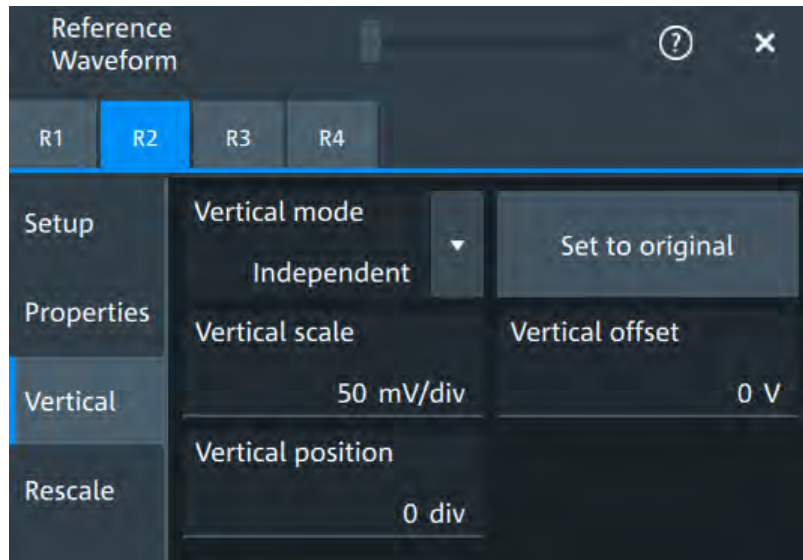 Reference
Waveform
?
×
R1 R2 R3 R4
Setup
Properties
Vertical
Rescale
Vertical mode
Independent
Set to original
Vertical scale
50 mV/div
Vertical offset
0 V
Vertical position
0 div